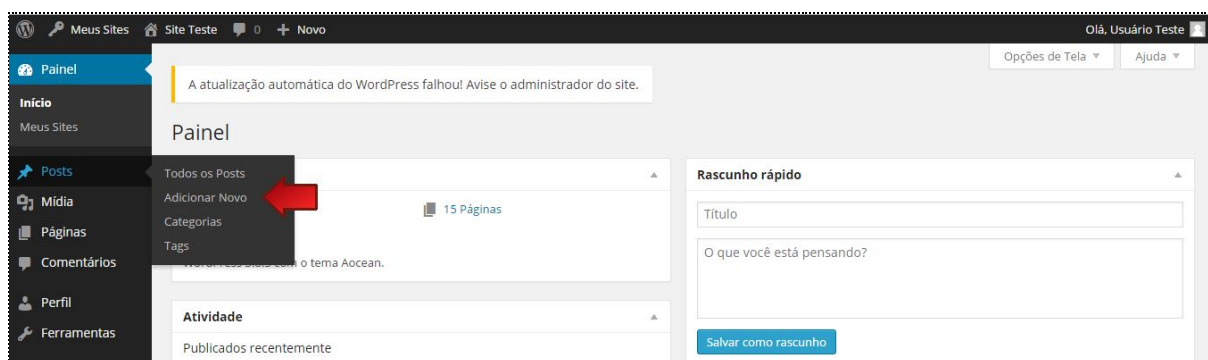 Meus Sites Site Teste 0 + Novo Olá, Usuário Teste
Opções de Tela Ajuda
Painel
Início
Meus Sites
Posts
Mídia
Páginas
Comentários
Perfil
Ferramentas
Todos os Posts
Adicionar Novo
Categorias
Tags
A atualização automática do WordPress falhou! Avise o administrador do site.
Painel
15 Páginas
com o tema Aocean.
Atividade
Publicados recentemente
Rascunho rápido
Título
O que você está pensando?
Salvar como rascunho